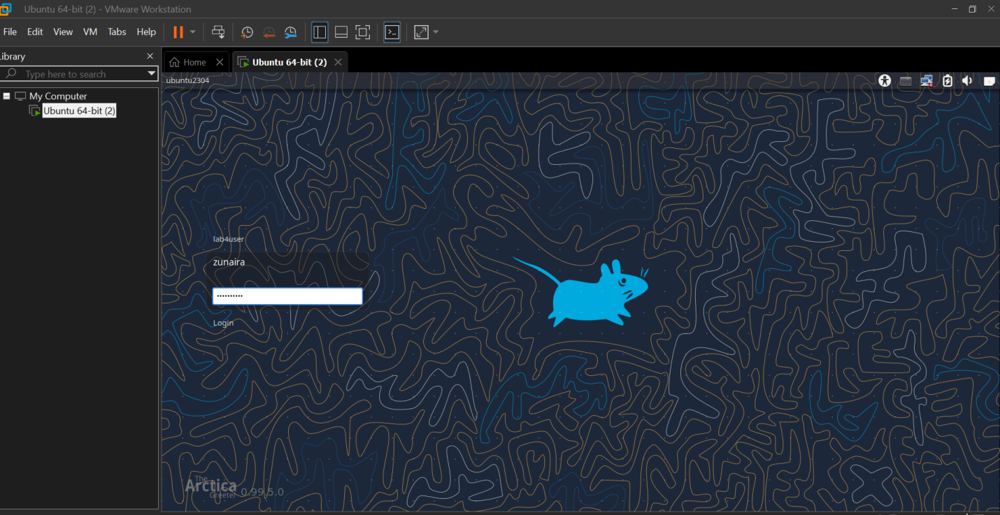 Ubuntu 64-bit (2) - VMware Workstation
File Edit View VM Tabs Help
Library
Type here to search
My Computer
Ubuntu 64-bit (2)
Home
Ubuntu 64-bit (2)
ubuntu2304
lab4user
zunaira
••••••••••
Login
The
Arctica
Greeter 0.99.5.0